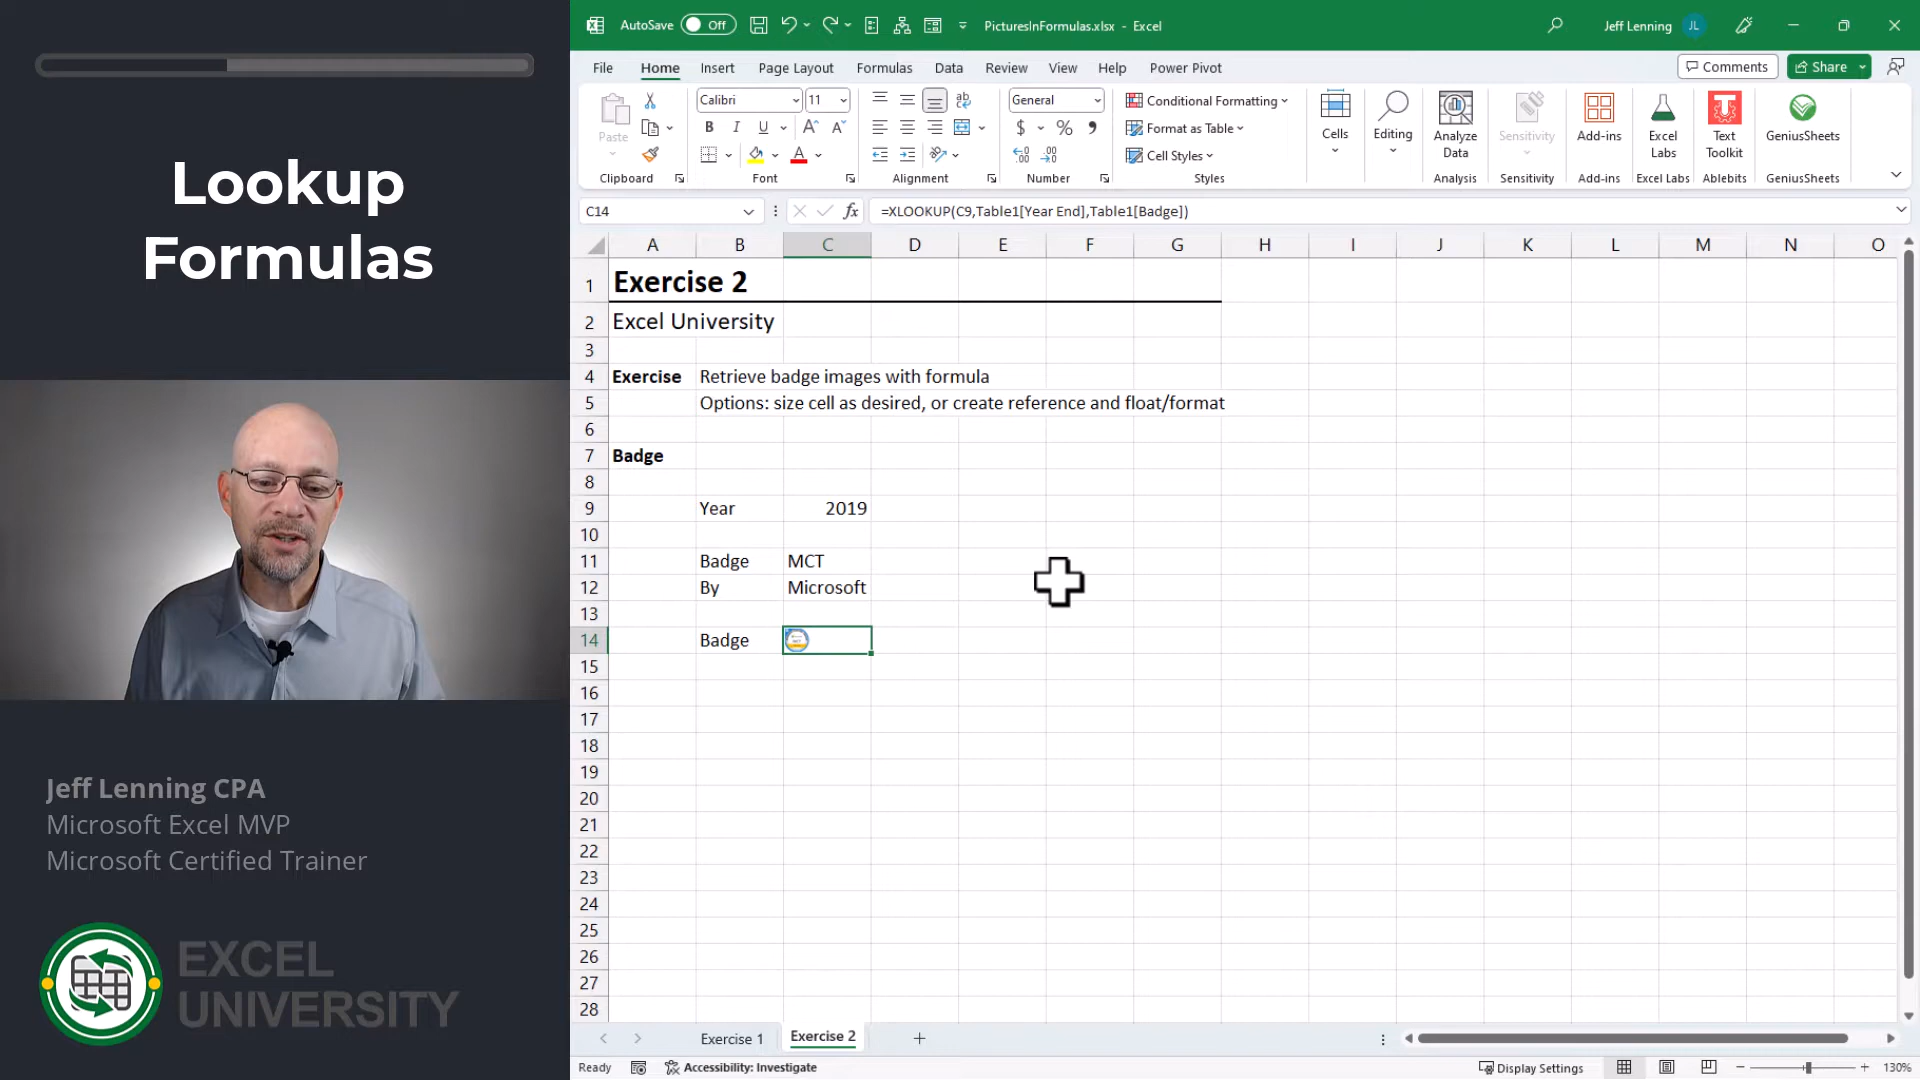 Lookup
Formulas
Jeff Lenning CPA
Microsoft Excel MVP
Microsoft Certified Trainer
EXCEL
UNIVERSITY
AutoSave Off PicturesInFormulas.xlsx - Excel Jeff Lenning JL
File Home Insert Page Layout Formulas Data Review View Help Power Pivot Comments Share
Paste
Clipboard
Calibri 11
B I U A A
A
Font
ab
c
Alignment
General
$ % 9
Number
Conditional Formatting
Format as Table
Cell Styles
Styles
Cells
Editing
Analyze
Data
Analysis
Sensitivity
Sensitivity
Add-ins
Add-ins
Excel
Labs
Excel Labs
Text
Toolkit
Ablebits
GeniusSheets
GeniusSheets
C14 fx =XLOOKUP(C9,Table1[Year End],Table1[Badge])
A B C D E F G H I J K L M N O
1 Exercise 2
2 Excel University
3
4 Exercise Retrieve badge images with formula
5 Options: size cell as desired, or create reference and float/format
6
7 Badge
8
9 Year 2019
10
11 Badge MCT
12 By Microsoft
13
14 Badge
15
16
17
18
19
20
21
22
23
24
25
26
27
28
Exercise 1 Exercise 2 +
Ready Accessibility: Investigate Display Settings 130%